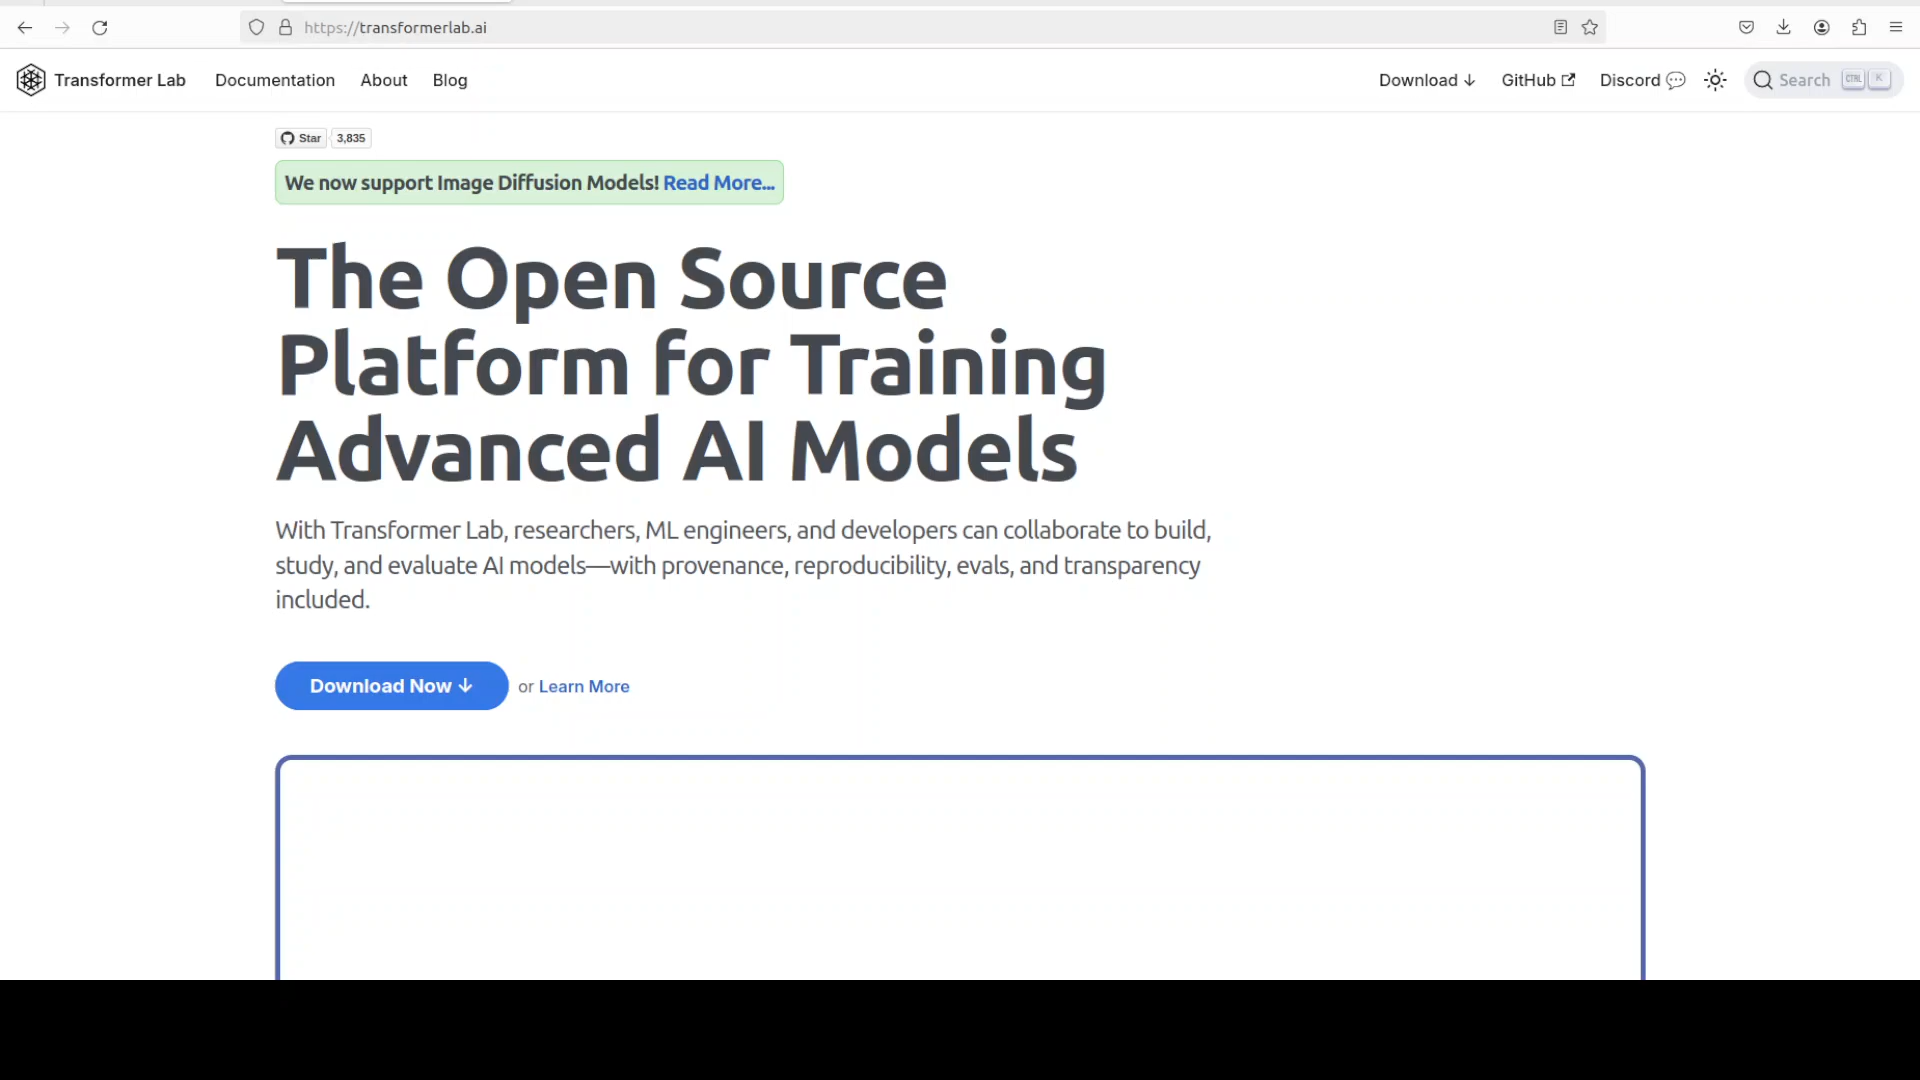 https://transformerlab.ai
Transformer Lab Documentation About Blog Download ↓ GitHub Discord 💬 Search CTRL K
Star 3,835
We now support Image Diffusion Models! Read More...
The Open Source
Platform for Training
Advanced AI Models
With Transformer Lab, researchers, ML engineers, and developers can collaborate to build,
study, and evaluate AI models—with provenance, reproducibility, evals, and transparency
included.
Download Now ↓ or Learn More